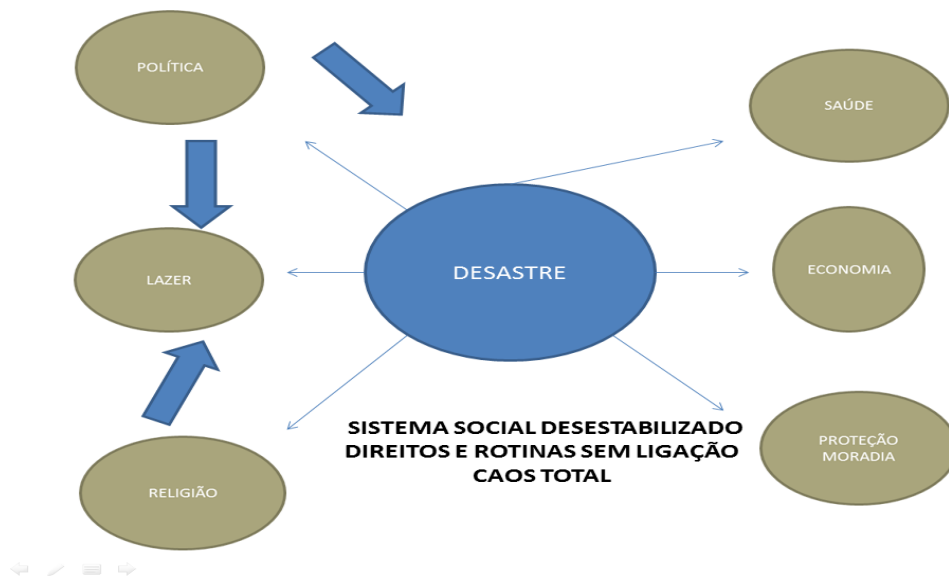 POLÍTICA
SAÚDE
LAZER
DESASTRE
ECONOMIA
SISTEMA SOCIAL DESESTABILIZADO
DIREITOS E ROTINAS SEM LIGAÇÃO
CAOS TOTAL
PROTEÇÃO
MORADIA
RELIGIÃO